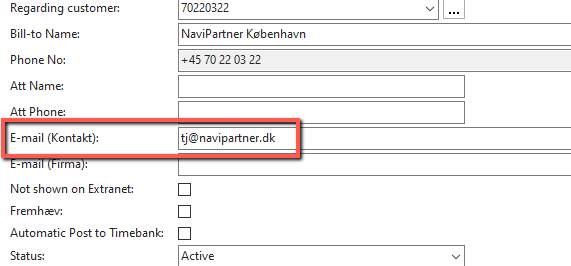 Regarding customer: 70220322 ...
Bill-to Name: NaviPartner København
Phone No: +45 70 22 03 22
Att Name:
Att Phone:
E-mail (Kontakt): tj@navipartner.dk
E-mail (Firma):
Not shown on Extranet:
Fremhæv:
Automatic Post to Timebank:
Status: Active